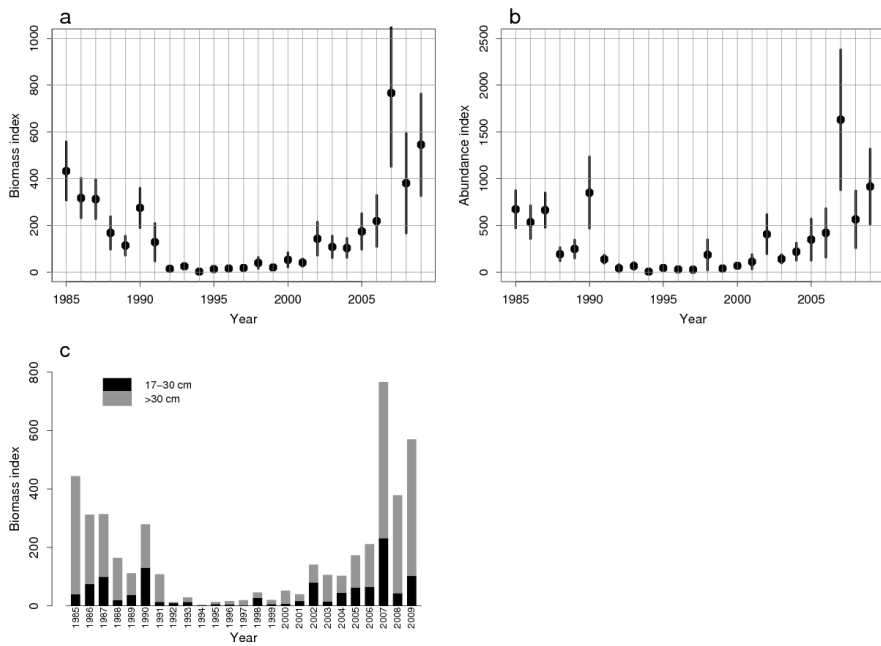 a
1000
800
600
400
200
0
Biomass index
1985 1990 1995 2000 2005
Year
b
2500
2000
1500
1000
500
0
Abundance index
1985 1990 1995 2000 2005
Year
c
800
600
400
200
0
Biomass index
17–30 cm
>30 cm
1985 1986 1987 1988 1989 1990 1991 1992 1993 1994 1995 1996 1997 1998 1999 2000 2001 2002 2003 2004 2005 2006 2007 2008 2009
Year